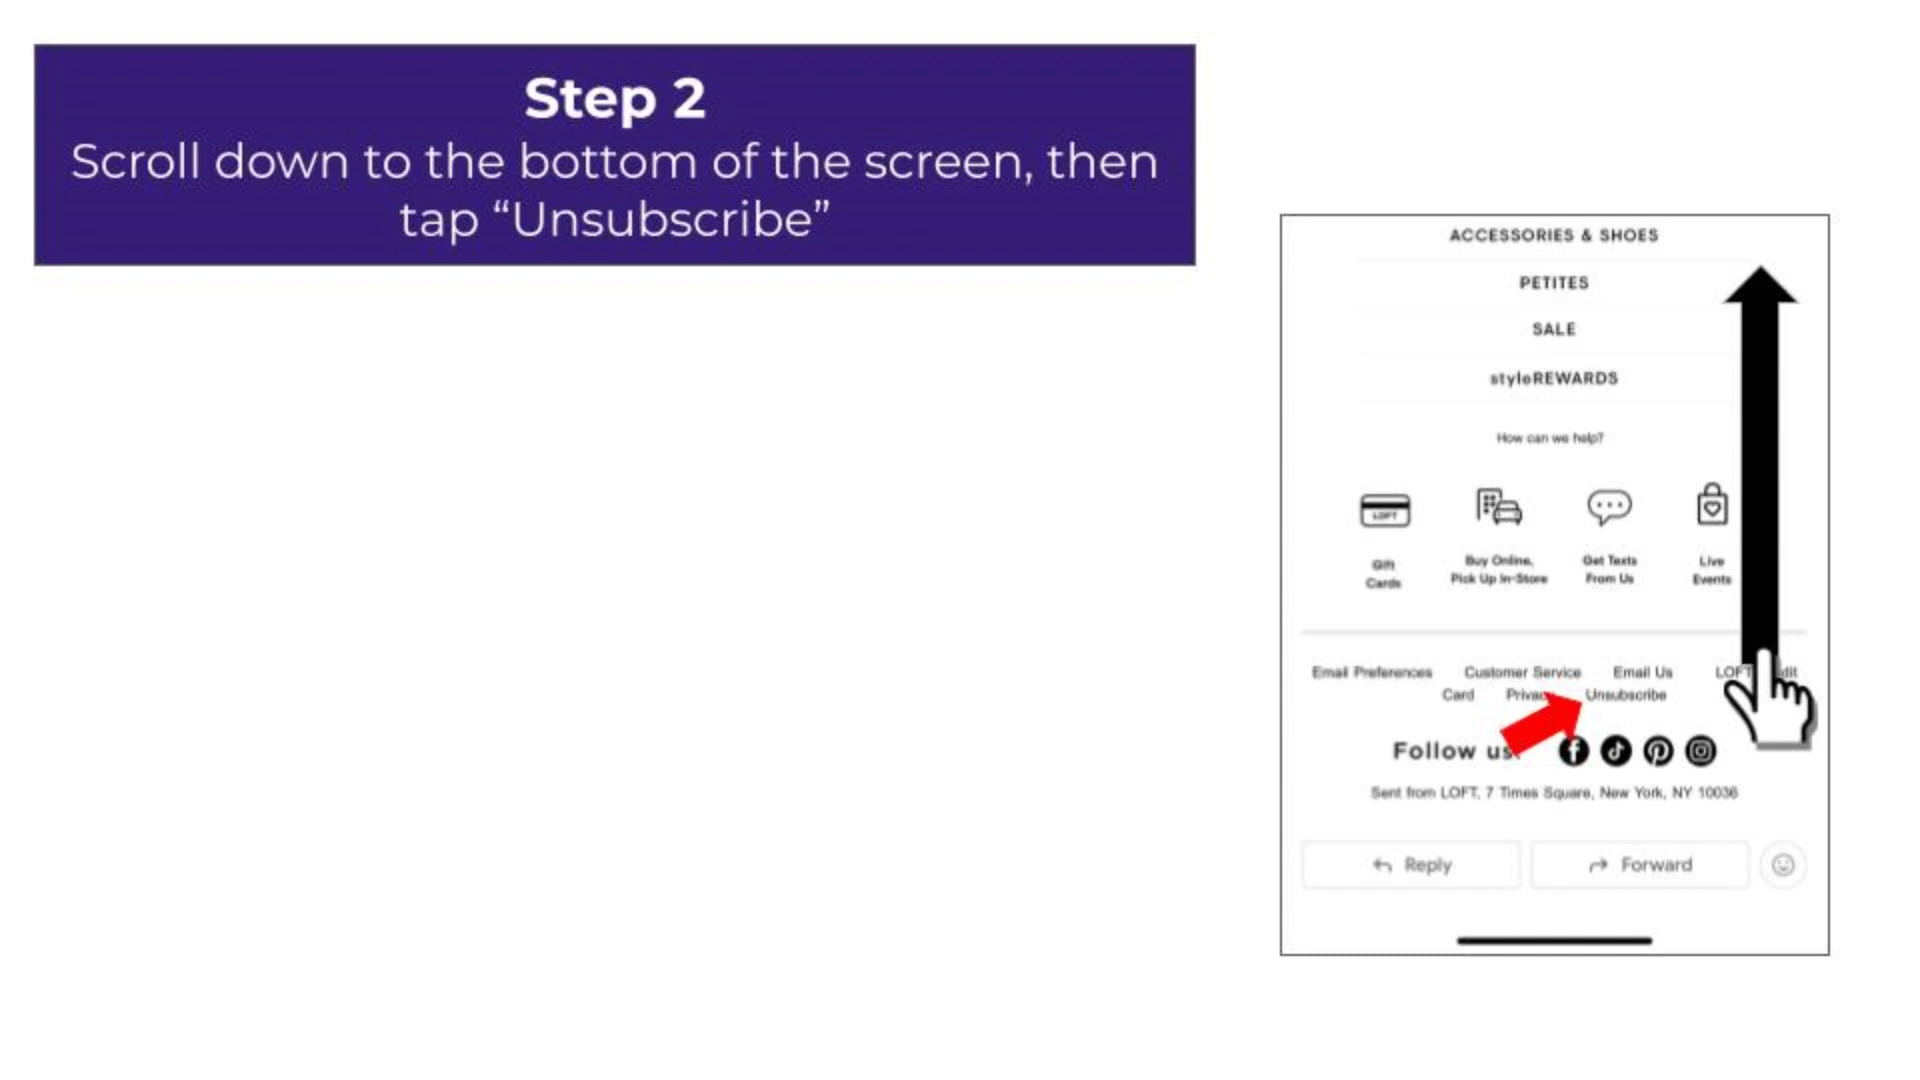 Step 2
Scroll down to the bottom of the screen, then
tap “Unsubscribe”
ACCESSORIES & SHOES
PETITES
SALE
styleREWARDS
How can we help?
LOFT
Gift Cards
Buy Online, Pick Up In-Store
Get Texts From Us
Live Events
Email Preferences Customer Service Email Us LOFT
Card Unsubscribe
Follow us
Sent from LOFT, 7 Times Square, New York, NY 10036
Reply Forward